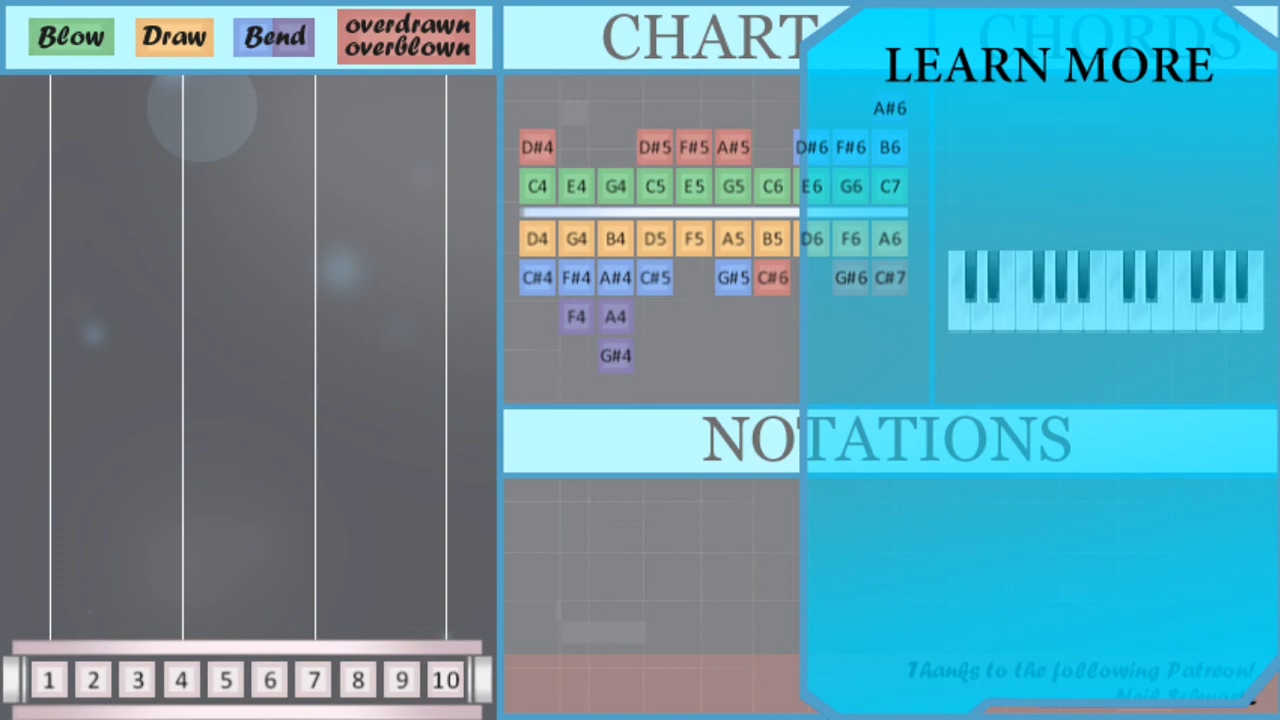 Blow Draw Bend overdrawn
overblown
CHART CHORDS
LEARN MORE
A#6
D#4 D#5 F#5 A#5 D#6 F#6 B6
C4 E4 G4 C5 E5 G5 C6 E6 G6 C7
D4 G4 B4 D5 F5 A5 B5 D6 F6 A6
C#4 F#4 A#4 C#5 G#5 C#6 G#6 C#7
F4 A4
G#4
NOTATIONS
Thanks to the following Patreon!
1 2 3 4 5 6 7 8 9 10